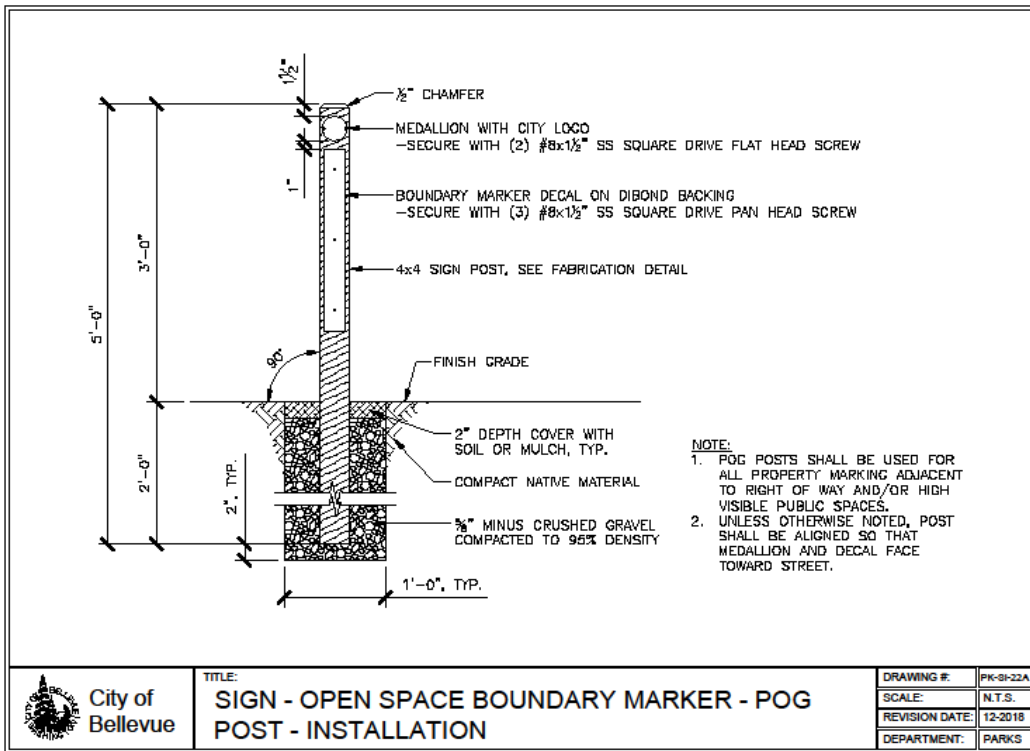 1½"
½" CHAMFER
MEDALLION WITH CITY LOGO
-SECURE WITH (2) #8x1½" SS SQUARE DRIVE FLAT HEAD SCREW
1"
BOUNDARY MARKER DECAL ON DIBOND BACKING
-SECURE WITH (3) #8x1½" SS SQUARE DRIVE PAN HEAD SCREW
3'-0"
4x4 SIGN POST, SEE FABRICATION DETAIL
5'-0"
90°
FINISH GRADE
2" DEPTH COVER WITH
SOIL OR MULCH, TYP.
COMPACT NATIVE MATERIAL
2'-0"
2", TYP.
⅝" MINUS CRUSHED GRAVEL
COMPACTED TO 95% DENSITY
1'-0", TYP.
NOTE:
1. POG POSTS SHALL BE USED FOR
ALL PROPERTY MARKING ADJACENT
TO RIGHT OF WAY AND/OR HIGH
VISIBLE PUBLIC SPACES.
2. UNLESS OTHERWISE NOTED, POST
SHALL BE ALIGNED SO THAT
MEDALLION AND DECAL FACE
TOWARD STREET.
City of
Bellevue
TITLE:
SIGN - OPEN SPACE BOUNDARY MARKER - POG
POST - INSTALLATION
DRAWING #: PK-SI-22A
SCALE: N.T.S.
REVISION DATE: 12-2018
DEPARTMENT: PARKS